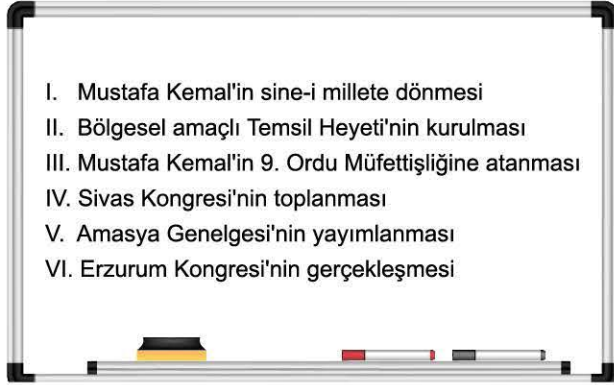 I. Mustafa Kemal'in sine-i millete dönmesi
II. Bölgesel amaçlı Temsil Heyeti'nin kurulması
III. Mustafa Kemal'in 9. Ordu Müfettişliğine atanması
IV. Sivas Kongresi'nin toplanması
V. Amasya Genelgesi'nin yayımlanması
VI. Erzurum Kongresi'nin gerçekleşmesi